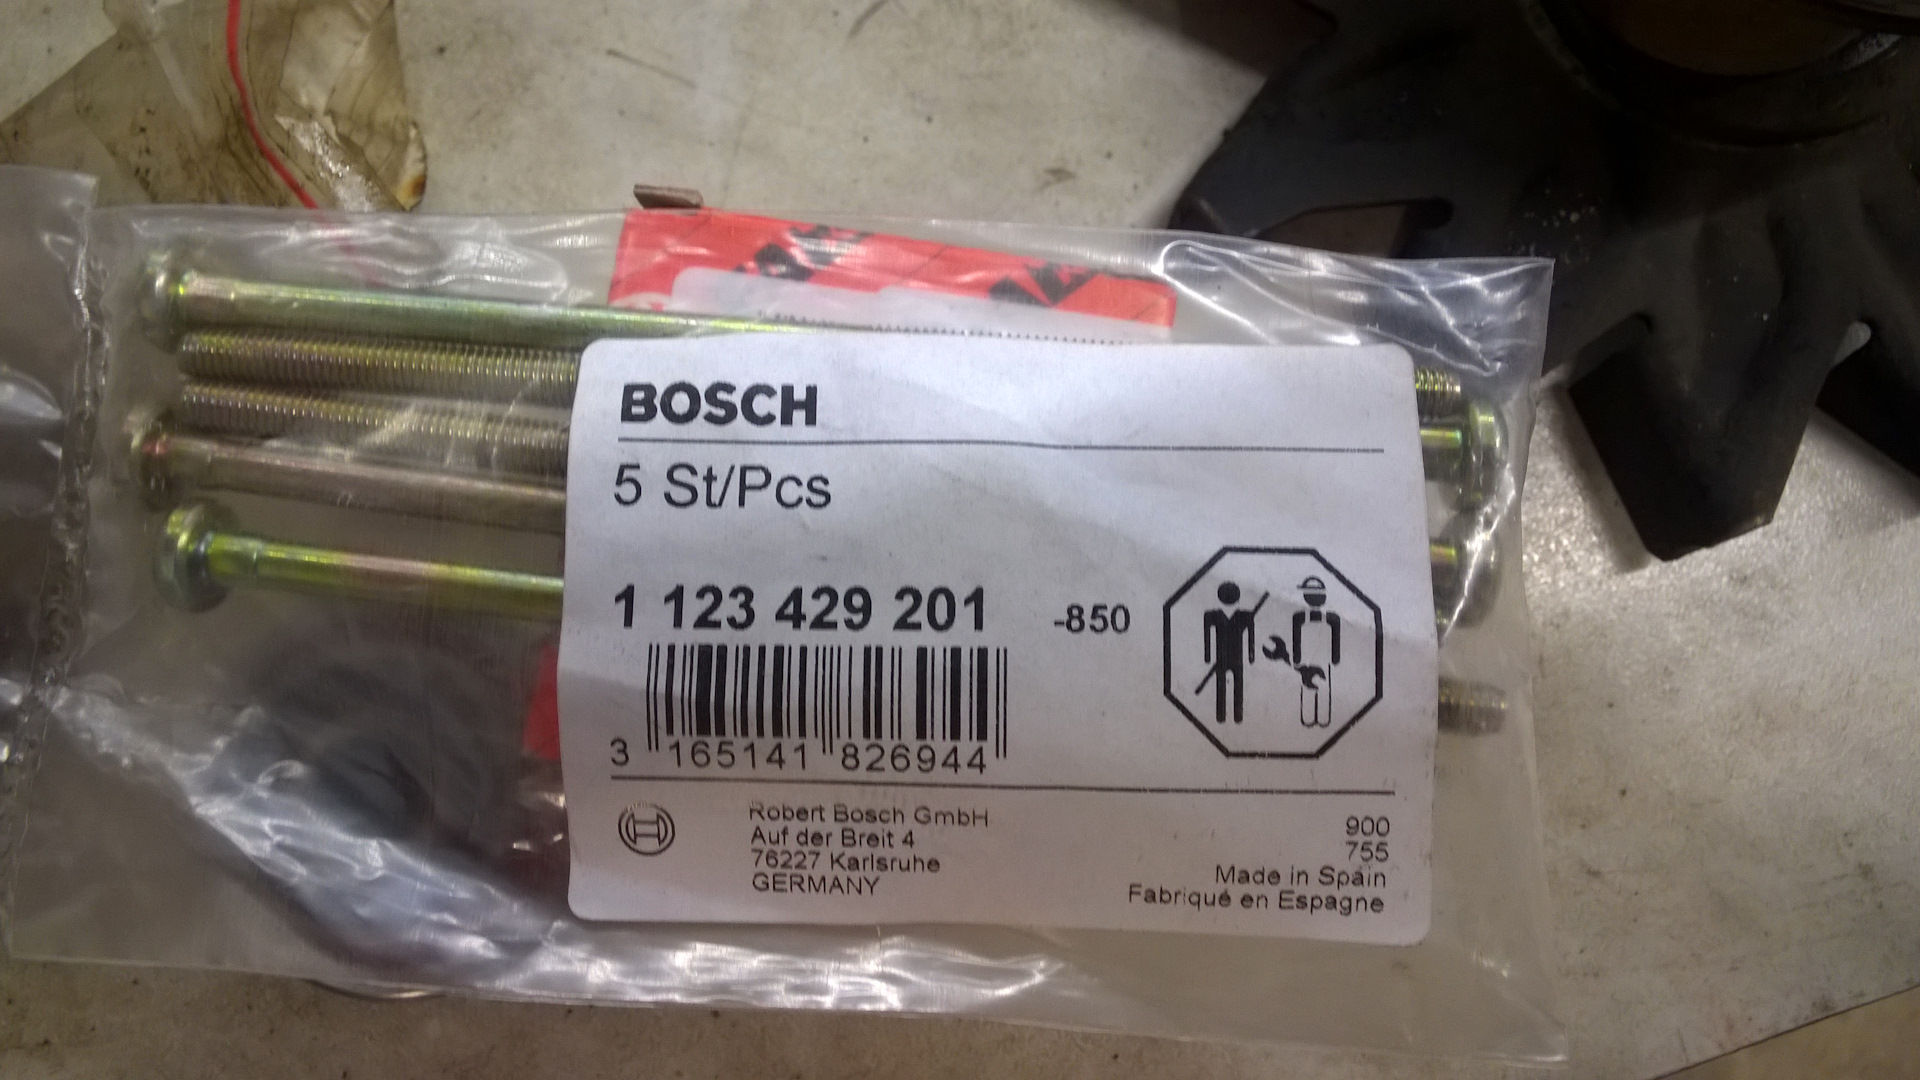 BOSCH
5 St/Pcs
1 123 429 201 -850
3 165141 826944
Robert Bosch GmbH
Auf der Breit 4
76227 Karlsruhe
GERMANY
900
755
Made in Spain
Fabriqué en Espagne